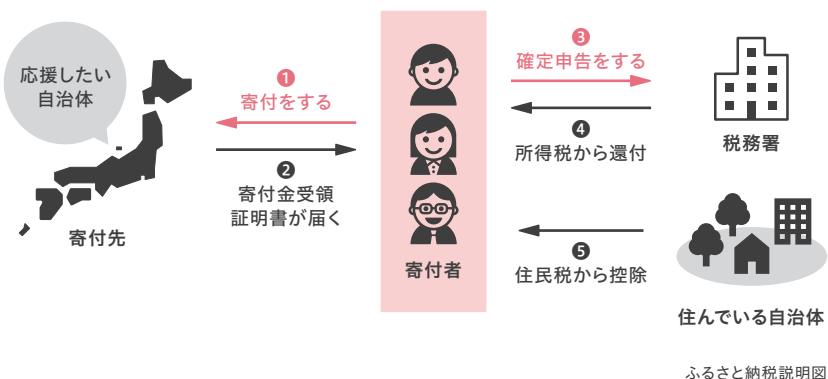 応援したい
自治体
寄付先
❶
寄付をする
❷
寄付金受領
証明書が届く
寄付者
❸
確定申告をする
❹
所得税から還付
税務署
❺
住民税から控除
住んでいる自治体
ふるさと納税説明図